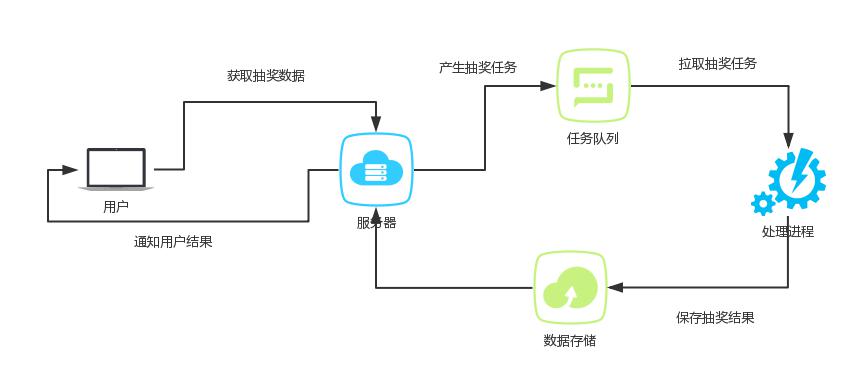 获取抽奖数据
产生抽奖任务
拉取抽奖任务
任务队列
用户
服务器
处理进程
通知用户结果
保存抽奖结果
数据存储